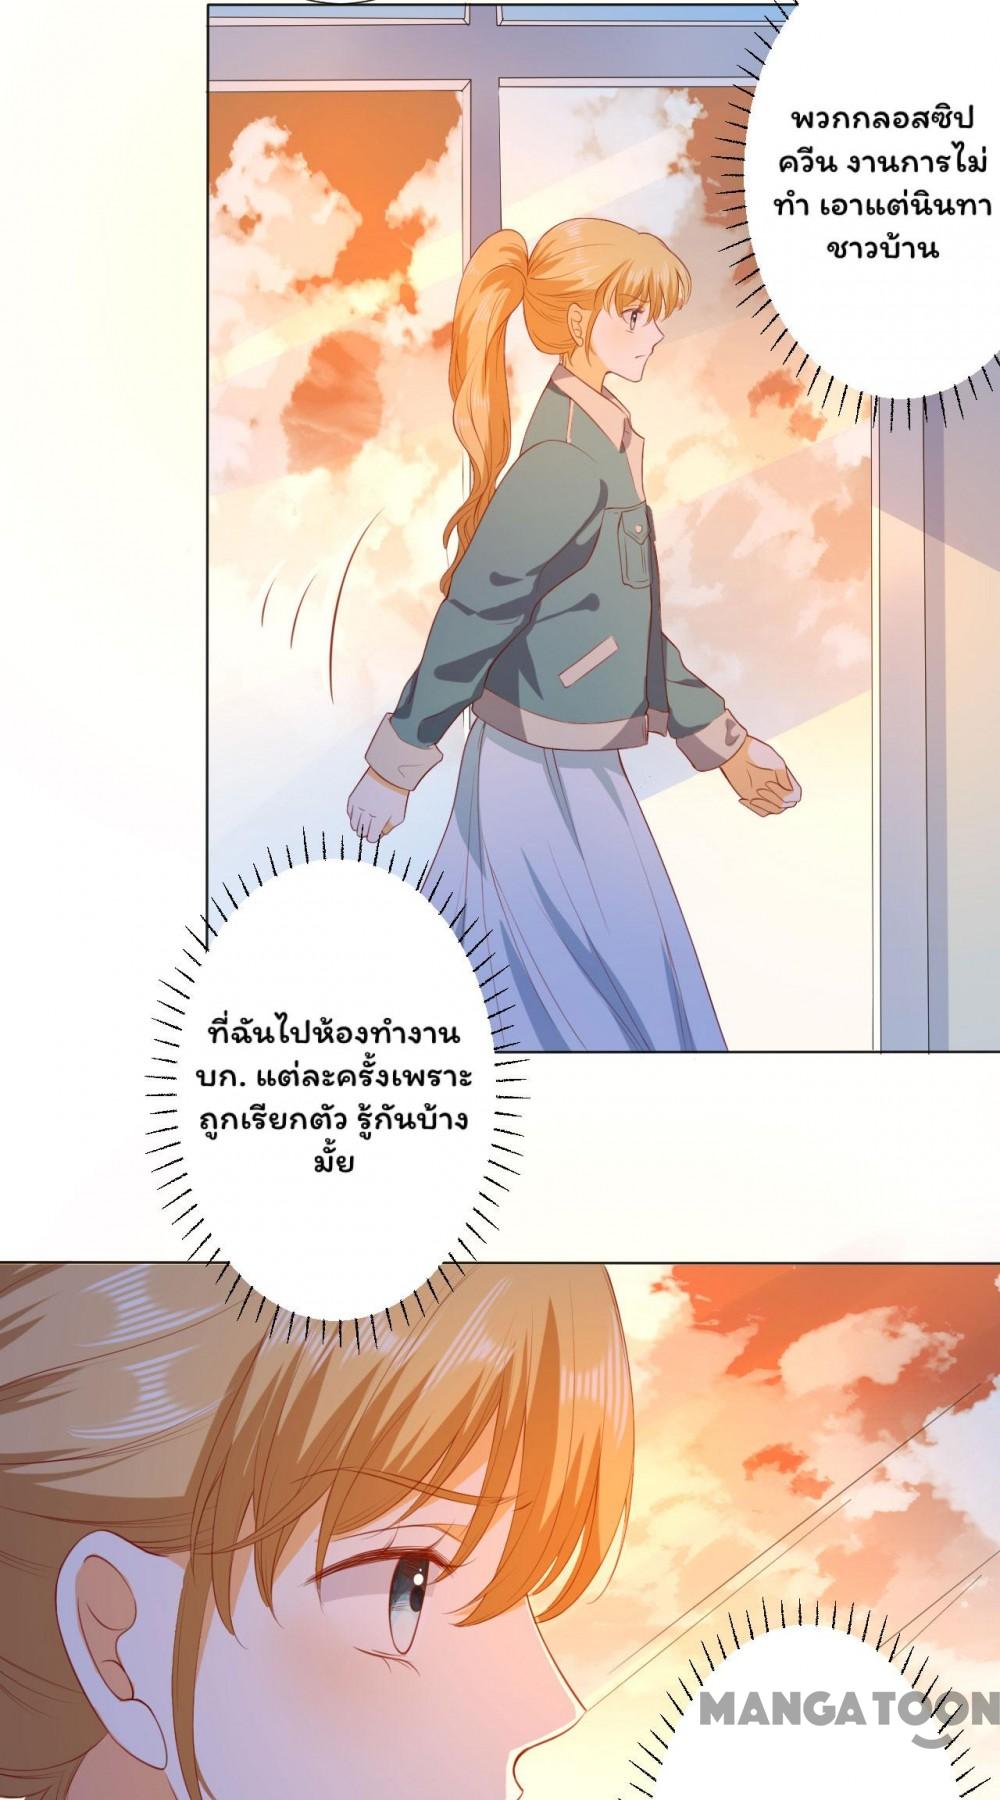 พวกกลอสซิป
ควีน งานการไม่
ทำ เอาแต่นินทา
ชาวบ้าน
ที่ฉันไปห้องทำงาน
บก. แต่ละครั้งเพราะ
ถูกเรียกตัว รู้กันบ้าง
มั้ย
MANGATOON